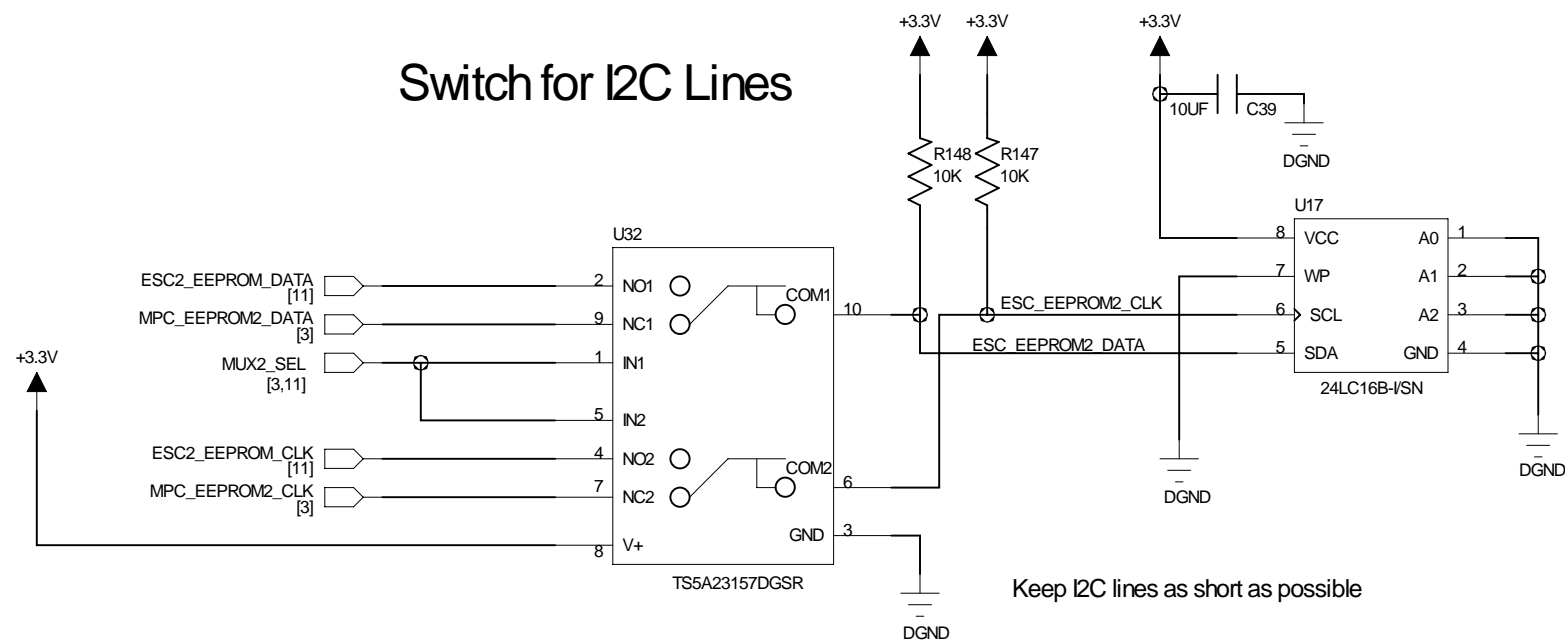 Switch for I2C Lines
+3.3V
+3.3V
+3.3V
10UF
C39
DGND
R148
10K
R147
10K
U32
ESC2_EEPROM_DATA
[11]
2
NO1
MPC_EEPROM2_DATA
[3]
9
NC1
COM1
10
MUX2_SEL
[3,11]
1
IN1
5
IN2
ESC2_EEPROM_CLK
[11]
4
NO2
MPC_EEPROM2_CLK
[3]
7
NC2
COM2
6
+3.3V
8
V+
GND
3
TS5A23157DGSR
DGND
ESC_EEPROM2_CLK
ESC_EEPROM2_DATA
U17
8
VCC
A0
1
7
WP
A1
2
6
SCL
A2
3
5
SDA
GND
4
24LC16B-I/SN
DGND
DGND
Keep I2C lines as short as possible